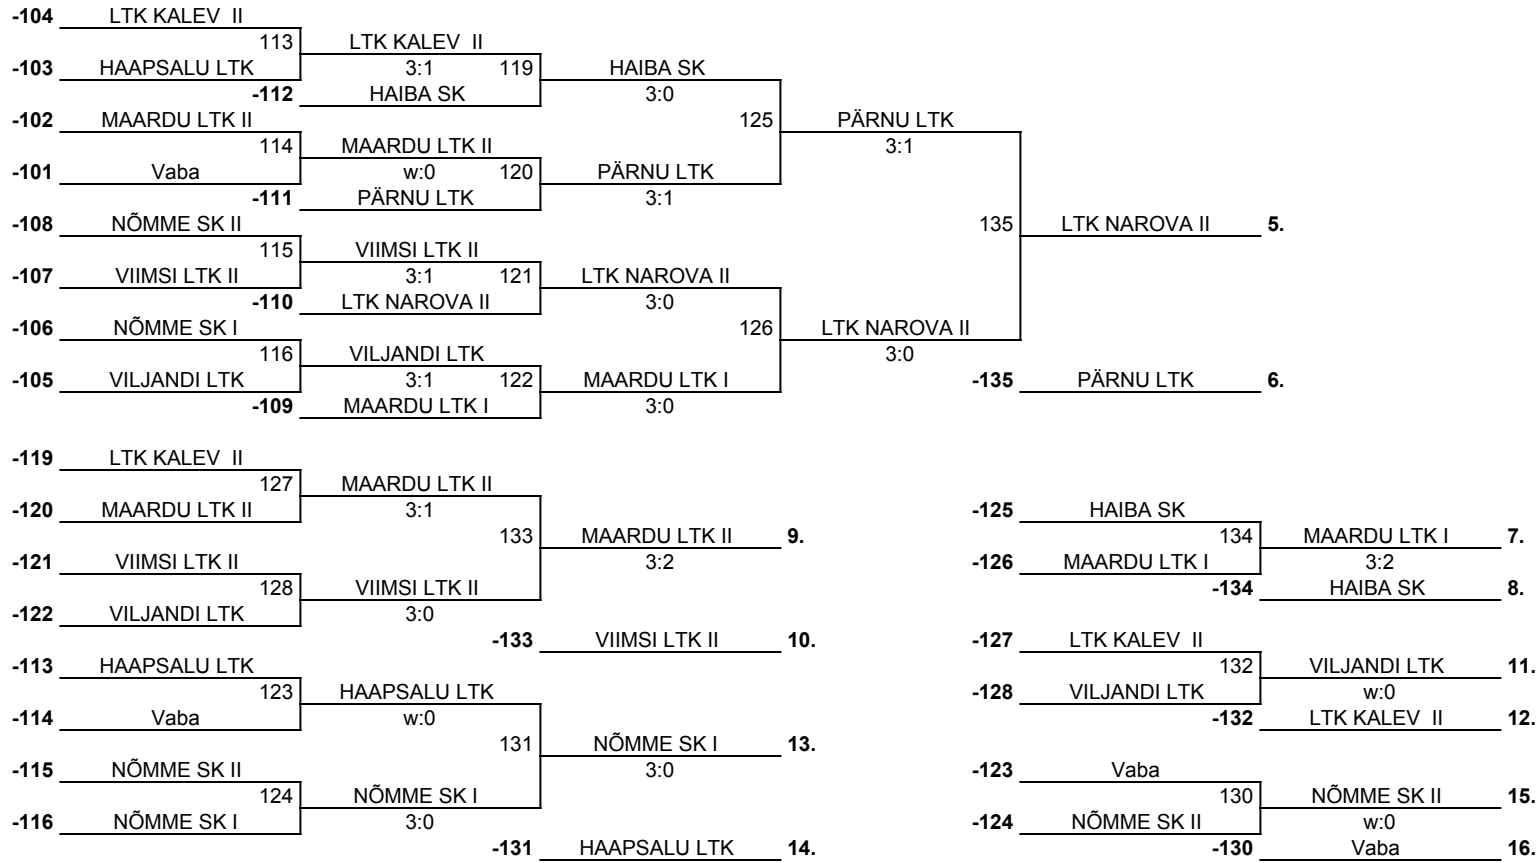 -104 LTK KALEV II
113 LTK KALEV II
-103 HAAPSALU LTK 3:1 119 HAIBA SK
-112 HAIBA SK 3:0
-102 MAARDU LTK II 125 PÄRNU LTK
114 MAARDU LTK II 3:1
-101 Vaba w:0 120 PÄRNU LTK
-111 PÄRNU LTK 3:1
-108 NÕMME SK II 135 LTK NAROVA II 5.
115 VIIMSI LTK II
-107 VIIMSI LTK II 3:1 121 LTK NAROVA II
-110 LTK NAROVA II 3:0
-106 NÕMME SK I 126 LTK NAROVA II
116 VILJANDI LTK 3:0
-105 VILJANDI LTK 3:1 122 MAARDU LTK I -135 PÄRNU LTK 6.
-109 MAARDU LTK I 3:0
-119 LTK KALEV II
127 MAARDU LTK II
-120 MAARDU LTK II 3:1 -125 HAIBA SK
133 MAARDU LTK II 9. 134 MAARDU LTK I 7.
-121 VIIMSI LTK II 3:2 -126 MAARDU LTK I 3:2
128 VIIMSI LTK II -134 HAIBA SK 8.
-122 VILJANDI LTK 3:0
-133 VIIMSI LTK II 10. -127 LTK KALEV II
-113 HAAPSALU LTK 132 VILJANDI LTK 11.
123 HAAPSALU LTK -128 VILJANDI LTK w:0
-114 Vaba w:0 -132 LTK KALEV II 12.
131 NÕMME SK I 13.
-115 NÕMME SK II 3:0 -123 Vaba
124 NÕMME SK I 130 NÕMME SK II 15.
-116 NÕMME SK I 3:0 -124 NÕMME SK II w:0
-131 HAAPSALU LTK 14. -130 Vaba 16.